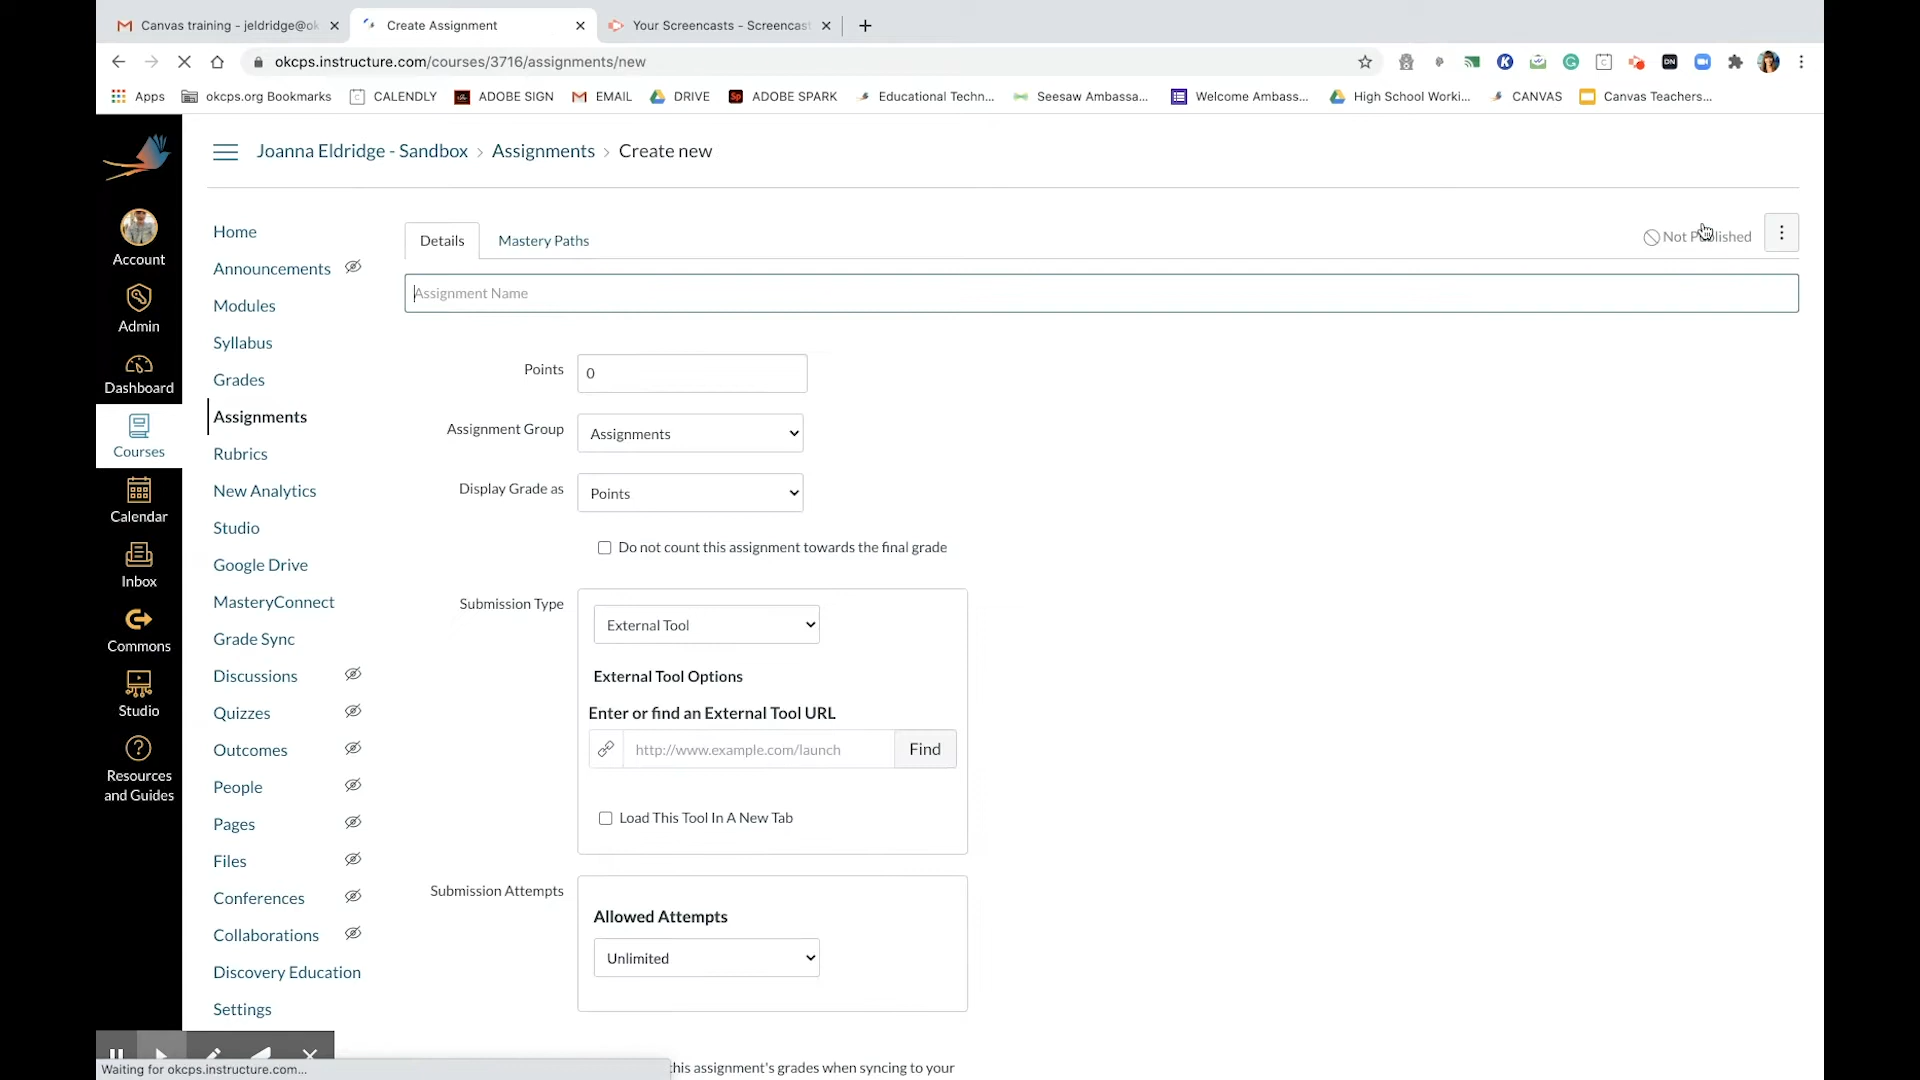 Canvas training - jeldridge@ok
Create Assignment
Your Screencasts - Screencast
okcps.instructure.com/courses/3716/assignments/new
Apps
okcps.org Bookmarks
CALENDLY
ADOBE SIGN
EMAIL
DRIVE
ADOBE SPARK
Educational Techn...
Seesaw Ambassa...
Welcome Ambass...
High School Worki...
CANVAS
Canvas Teachers...
Joanna Eldridge - Sandbox › Assignments › Create new
Account
Admin
Dashboard
Courses
Calendar
Inbox
Commons
Studio
Resources
and Guides
Home
Announcements
Modules
Syllabus
Grades
Assignments
Rubrics
New Analytics
Studio
Google Drive
MasteryConnect
Grade Sync
Discussions
Quizzes
Outcomes
People
Pages
Files
Conferences
Collaborations
Discovery Education
Settings
Details
Mastery Paths
Not Published
Assignment Name
Points
0
Assignment Group
Assignments
Display Grade as
Points
Do not count this assignment towards the final grade
Submission Type
External Tool
External Tool Options
Enter or find an External Tool URL
http://www.example.com/launch
Find
Load This Tool In A New Tab
Submission Attempts
Allowed Attempts
Unlimited
this assignment's grades when syncing to your
Waiting for okcps.instructure.com...